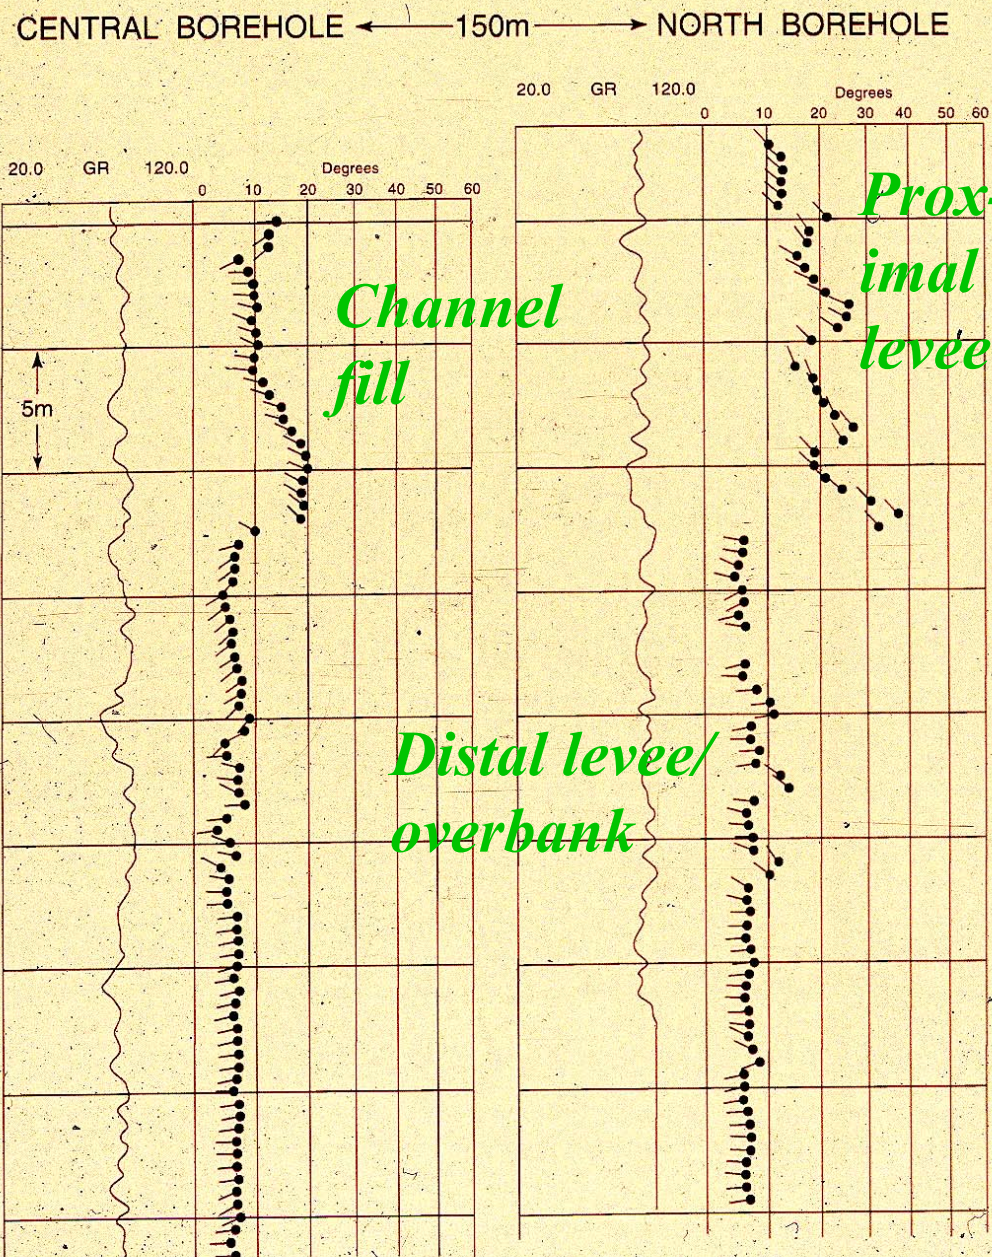 CENTRAL BOREHOLE 150m NORTH BOREHOLE
20.0 GR 120.0 Degrees
0 10 20 30 40 50 60
20.0 GR 120.0 Degrees
0 10 20 30 40 50 60
Prox-
imal
levee
Channel
fill
5m
Distal levee/
overbank